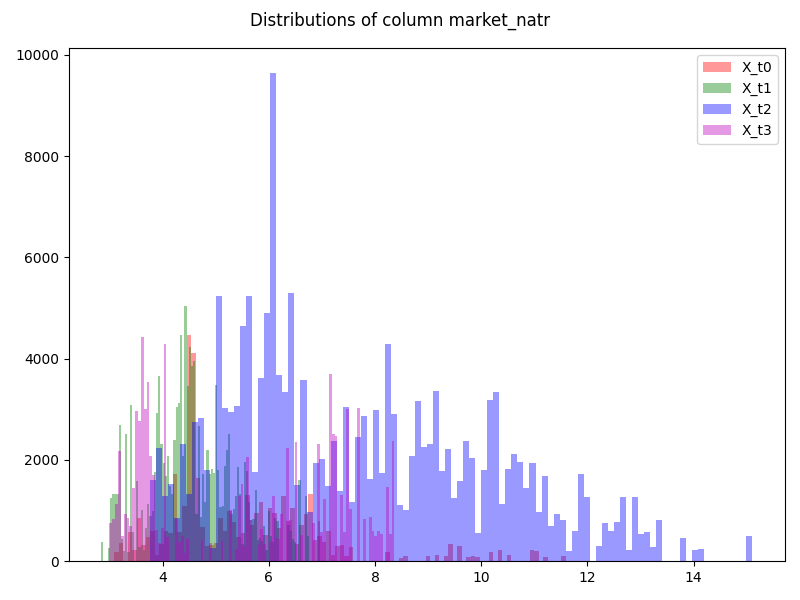 Distributions of column market_natr
X_t0
X_t1
X_t2
X_t3
10000
8000
6000
4000
2000
0
4 6 8 10 12 14